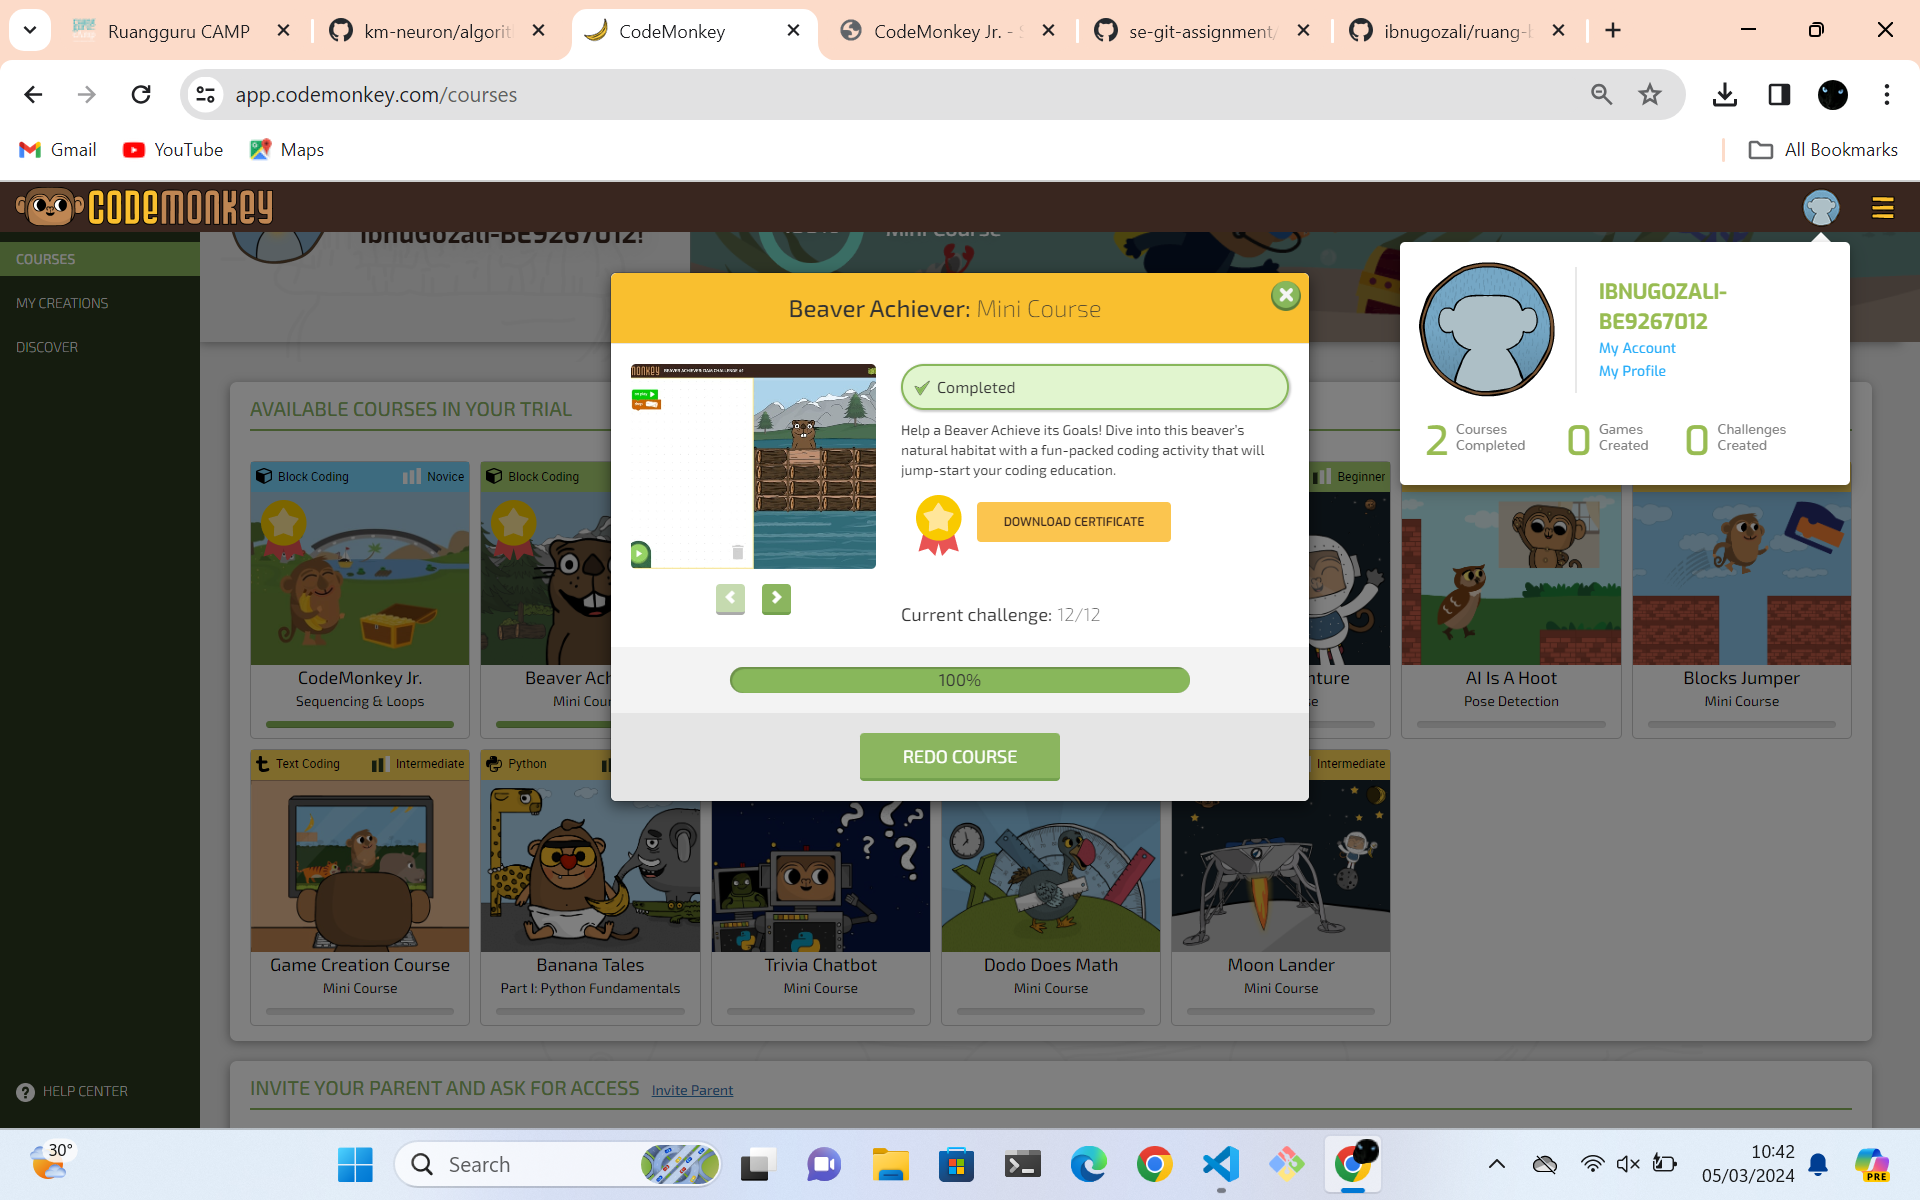 Ruangguru CAMP
km-neuron/algorit
CodeMonkey
CodeMonkey Jr. - S
se-git-assignment/
ibnugozali/ruang-b
app.codemonkey.com/courses
Gmail
YouTube
Maps
All Bookmarks
CODEMONKEY
COURSES
MY CREATIONS
DISCOVER
HELP CENTER
IbnuGozali-BE9267012!
Mini Course
IBNUGOZALI-
BE9267012
My Account
My Profile
2 Courses Completed
0 Games Created
0 Challenges Created
AVAILABLE COURSES IN YOUR TRIAL
Beaver Achiever: Mini Course
Completed
Help a Beaver Achieve its Goals! Dive into this beaver's
natural habitat with a fun-packed coding activity that will
jump-start your coding education.
DOWNLOAD CERTIFICATE
Current challenge: 12/12
100%
REDO COURSE
Block Coding Novice
CodeMonkey Jr.
Sequencing & Loops
Block Coding
Beaver Ach
Mini Cour
Beginner
nture
se
AI Is A Hoot
Pose Detection
Blocks Jumper
Mini Course
Text Coding Intermediate
Game Creation Course
Mini Course
Python
Banana Tales
Part I: Python Fundamentals
Trivia Chatbot
Mini Course
Dodo Does Math
Mini Course
Intermediate
Moon Lander
Mini Course
INVITE YOUR PARENT AND ASK FOR ACCESS Invite Parent
30°
Search
10:42
05/03/2024
PRE